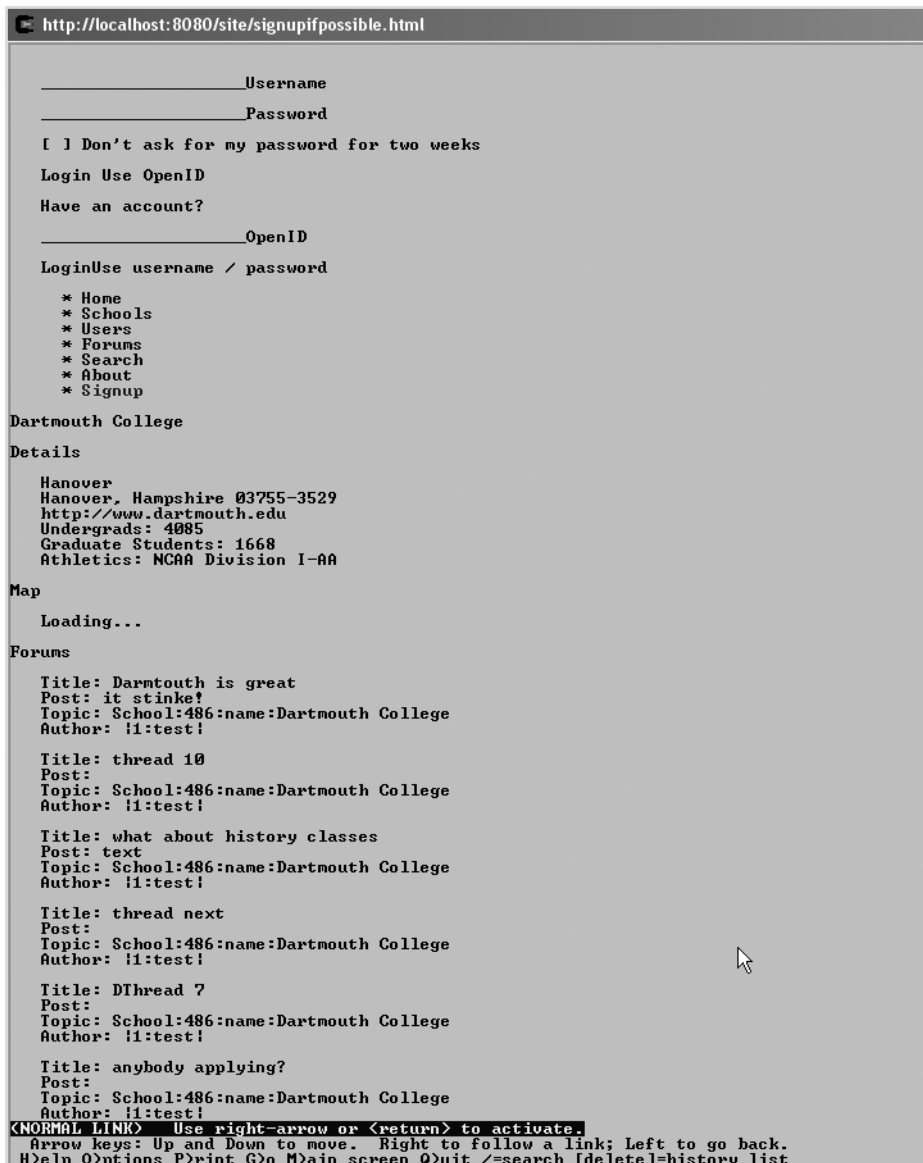 http://localhost:8080/site/signupifpossible.html
____________________Username
____________________Password
[ ] Don't ask for my password for two weeks
Login Use OpenID
Have an account?
____________________OpenID
LoginUse username / password
* Home
* Schools
* Users
* Forums
* Search
* About
* Signup
Dartmouth College
Details
Hanover
Hanover, Hampshire 03755-3529
http://www.dartmouth.edu
Undergrads: 4085
Graduate Students: 1668
Athletics: NCAA Division I-AA
Map
Loading...
Forums
Title: Darmtouth is great
Post: it stinke!
Topic: School:486:name:Dartmouth College
Author: |1:test|
Title: thread 10
Post:
Topic: School:486:name:Dartmouth College
Author: |1:test|
Title: what about history classes
Post: text
Topic: School:486:name:Dartmouth College
Author: |1:test|
Title: thread next
Post:
Topic: School:486:name:Dartmouth College
Author: |1:test|
Title: DThread 7
Post:
Topic: School:486:name:Dartmouth College
Author: |1:test|
Title: anybody applying?
Post:
Topic: School:486:name:Dartmouth College
Author: |1:test|
(NORMAL LINK)   Use right-arrow or <return> to activate.
Arrow keys: Up and Down to move.  Right to follow a link; Left to go back.
H)elp O)ptions P)rint G)o M)ain screen Q)uit /=search [delete]=history list